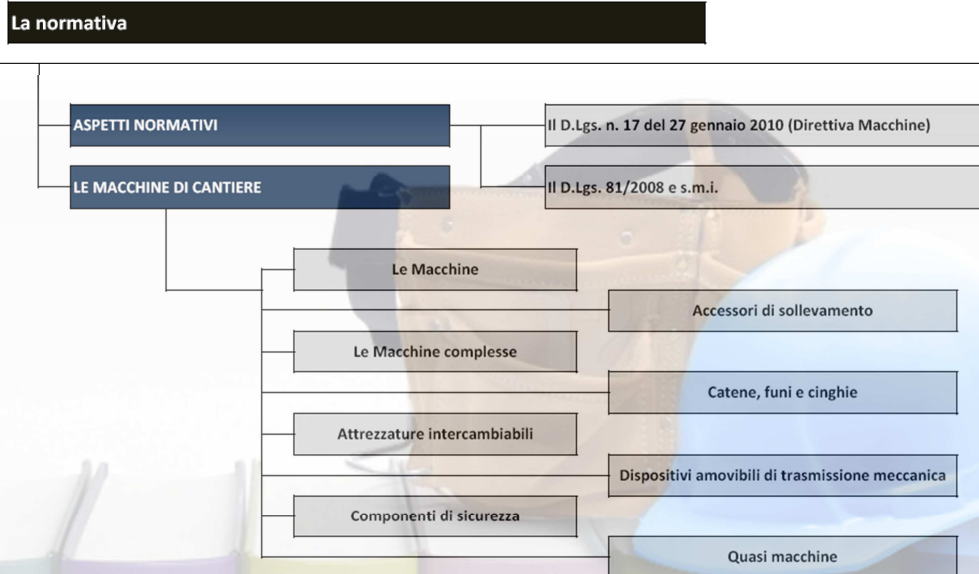 La normativa
ASPETTI NORMATIVI
Il D.Lgs. n. 17 del 27 gennaio 2010 (Direttiva Macchine)
LE MACCHINE DI CANTIERE
Il D.Lgs. 81/2008 e s.m.i.
Le Macchine
Accessori di sollevamento
Le Macchine complesse
Catene, funi e cinghie
Attrezzature intercambiabili
Dispositivi amovibili di trasmissione meccanica
Componenti di sicurezza
Quasi macchine